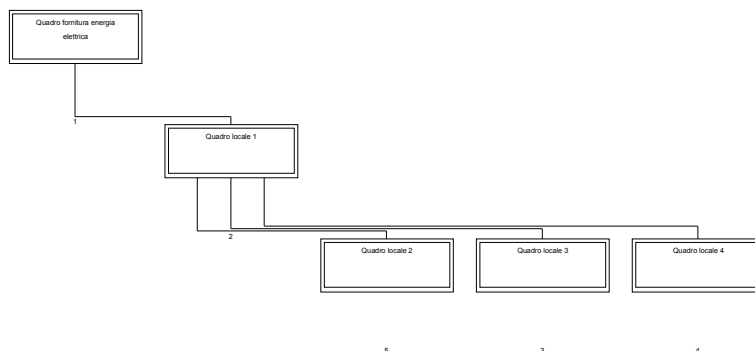 Quadro fornitura energia
elettrica
1
Quadro locale 1
2
Quadro locale 2
Quadro locale 3
Quadro locale 4
5
3
4